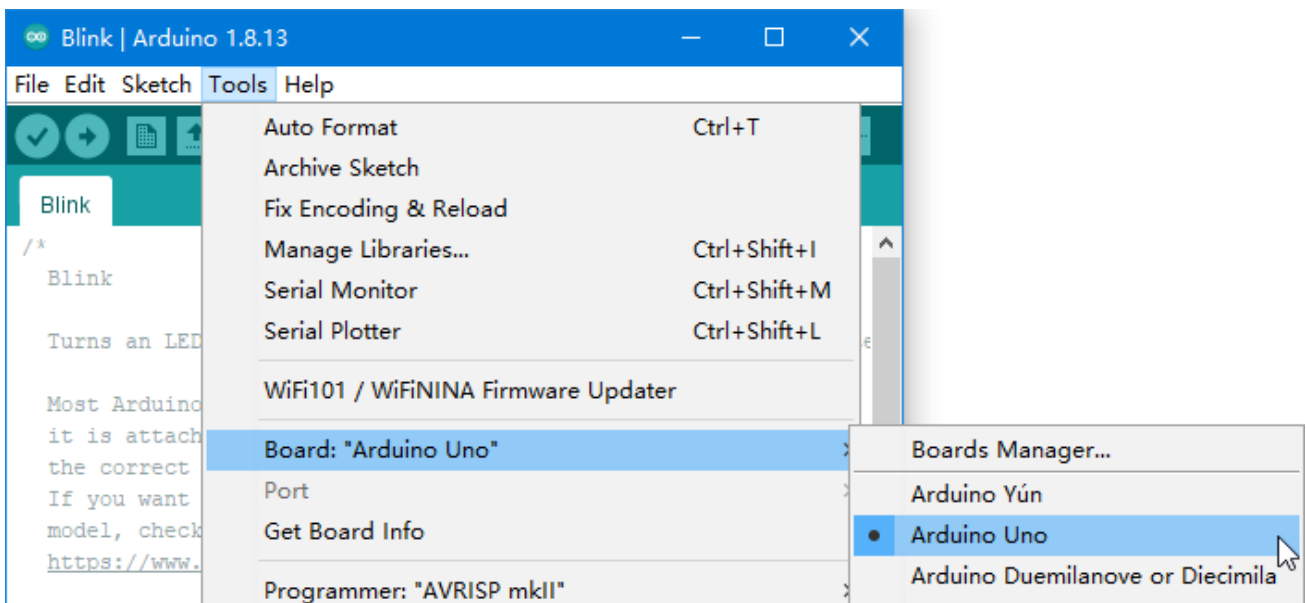 Blink | Arduino 1.8.13
File Edit Sketch Tools Help
Auto Format Ctrl+T
Archive Sketch
Fix Encoding & Reload
Manage Libraries... Ctrl+Shift+I
Serial Monitor Ctrl+Shift+M
Serial Plotter Ctrl+Shift+L
WiFi101 / WiFiNINA Firmware Updater
Board: "Arduino Uno"
Port
Get Board Info
Programmer: "AVRISP mkII"
Boards Manager...
Arduino Yún
Arduino Uno
Arduino Duemilanove or Diecimila
Blink
/*
Blink
Turns an LED
Most Arduino
it is attach
the correct
If you want
model, check
https://www.